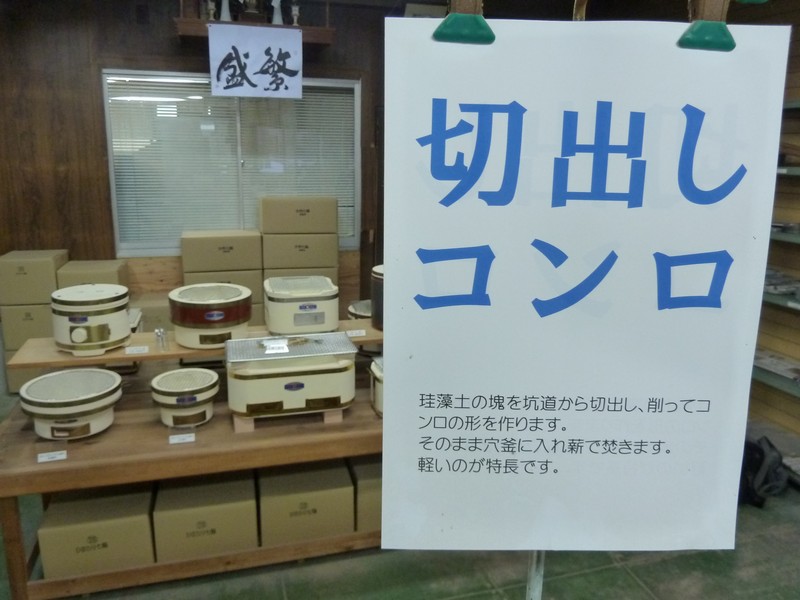 盛繁
切出し
コンロ
珪藻土の塊を坑道から切出し、削ってコ
ンロの形を作ります。
そのまま穴釜に入れ薪で焚きます。
軽いのが特長です。